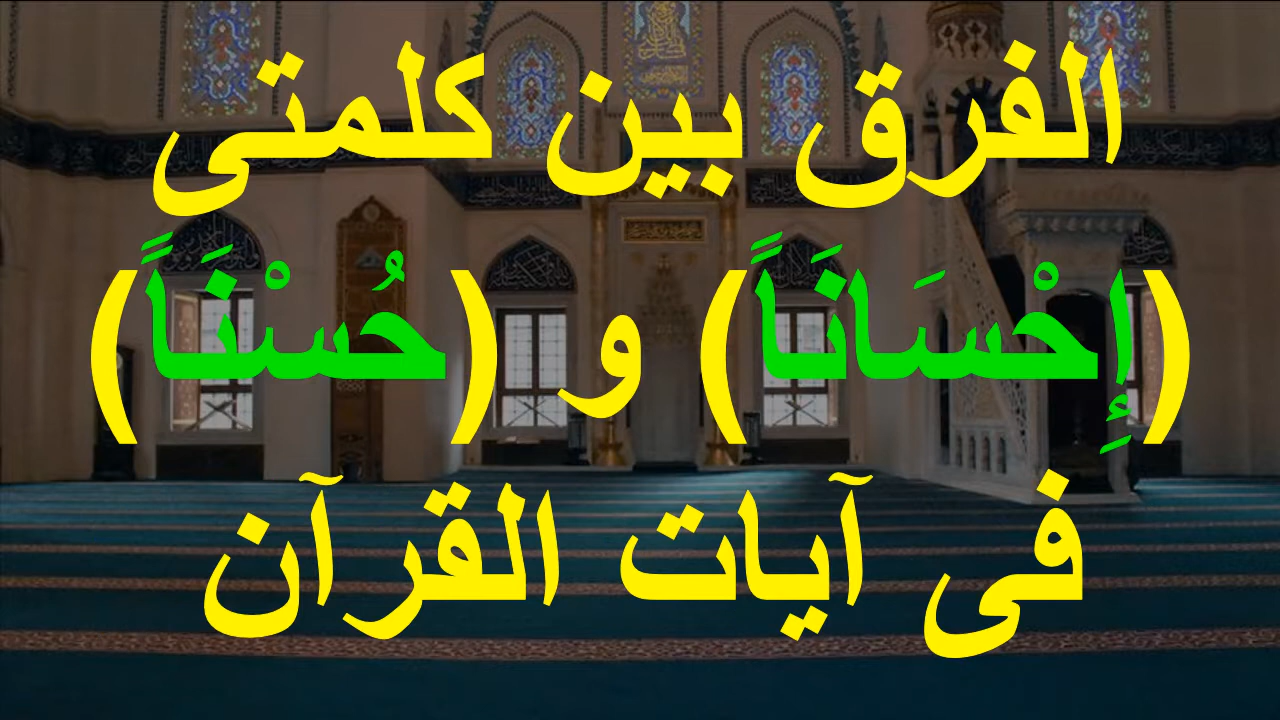 الفرق بين كلمتى
(إِحْسَانَاً) و (حُسْنَاً)
فى آيات القرآن